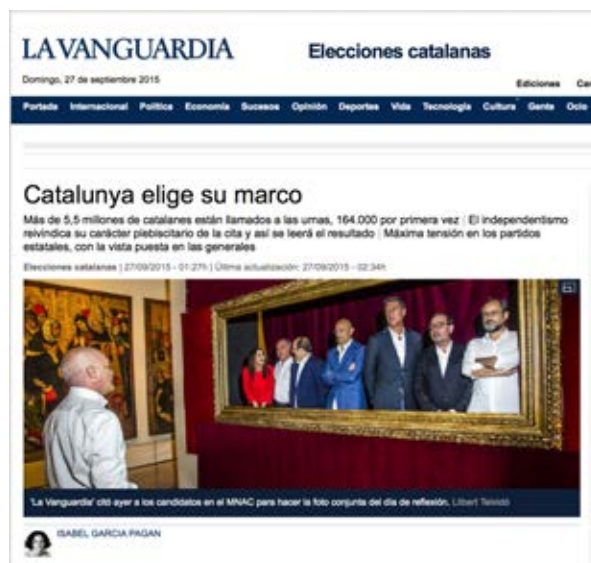 LA VANGUARDIA
Elecciones catalanas
Domingo, 27 de septiembre 2015
Ediciones Ca
Portada Internacional Política Economía Sucesos Opinión Deportes Vida Tecnología Cultura Gente Ocio
Catalunya elige su marco
Más de 5,5 millones de catalanes están llamados a las urnas, 164.000 por primera vez | El independentismo
reivindica su carácter plebiscitario de la cita y así se leerá el resultado | Máxima tensión en los partidos
estatales, con la vista puesta en las generales
Elecciones catalanas | 27/09/2015 - 01:27h | Última actualización: 27/09/2015 - 02:34h
'La Vanguardia' citó ayer a los candidatos en el MNAC para hacer la foto conjunta del día de reflexión. Llibert Teixidó
ISABEL GARCIA PAGAN